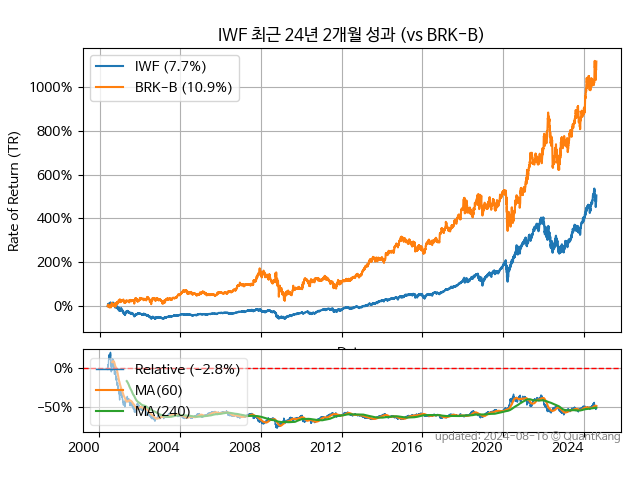 IWF 최근 24년 2개월 성과 (vs BRK-B)
IWF (7.7%)
BRK-B (10.9%)
Rate of Return (TR)
1000%
800%
600%
400%
200%
0%
Relative (-2.8%)
MA(60)
MA(240)
0%
-50%
2000 2004 2008 2012 2016 2020 2024
updated: 2024-08-16 © QuantKang